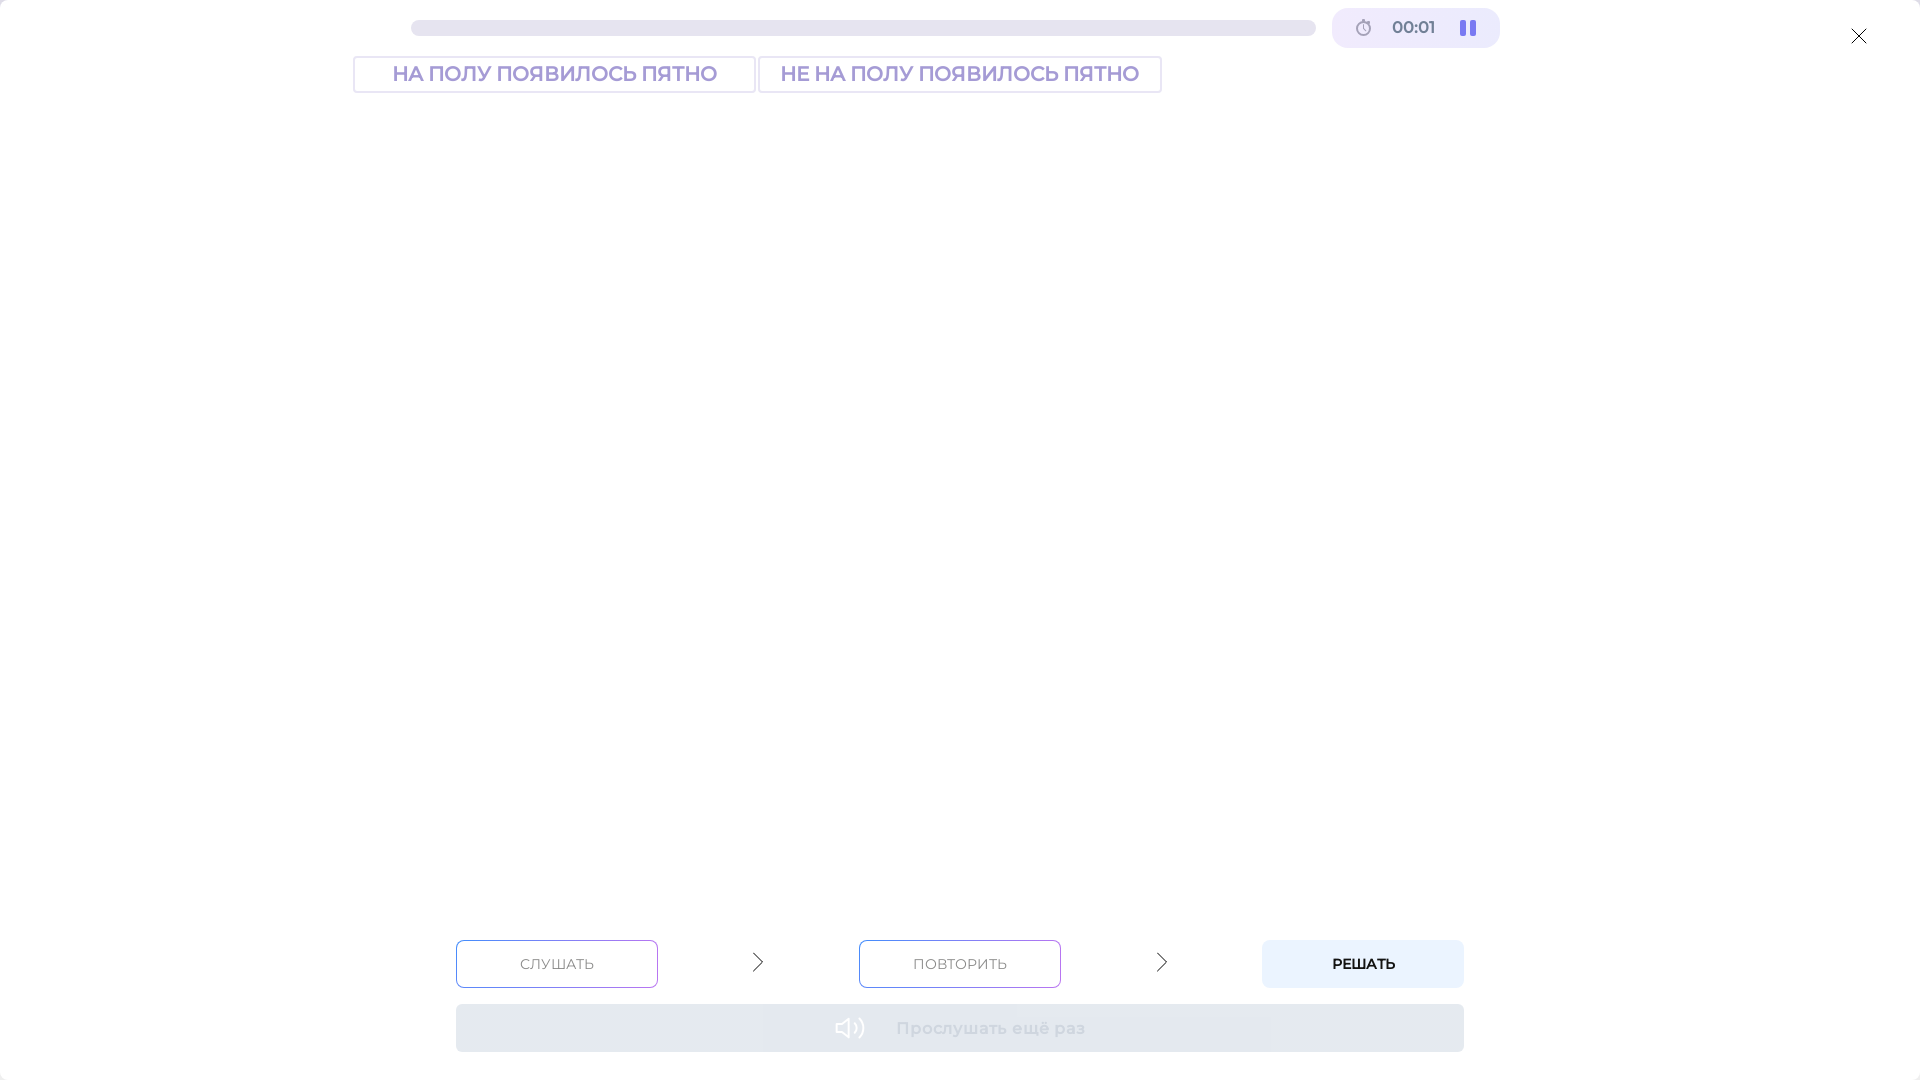 00:01
НА ПОЛУ ПОЯВИЛОСЬ ПЯТНО
НЕ НА ПОЛУ ПОЯВИЛОСЬ ПЯТНО
СЛУШАТЬ
ПОВТОРИТЬ
РЕШАТЬ
Прослушать ещё раз